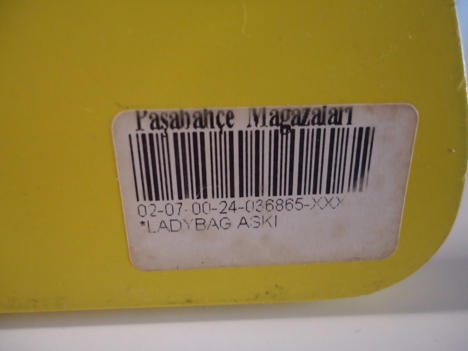 Paşabahçe Mağazaları
02-07-00-24-036865-XXX
*LADYBAG ASKI